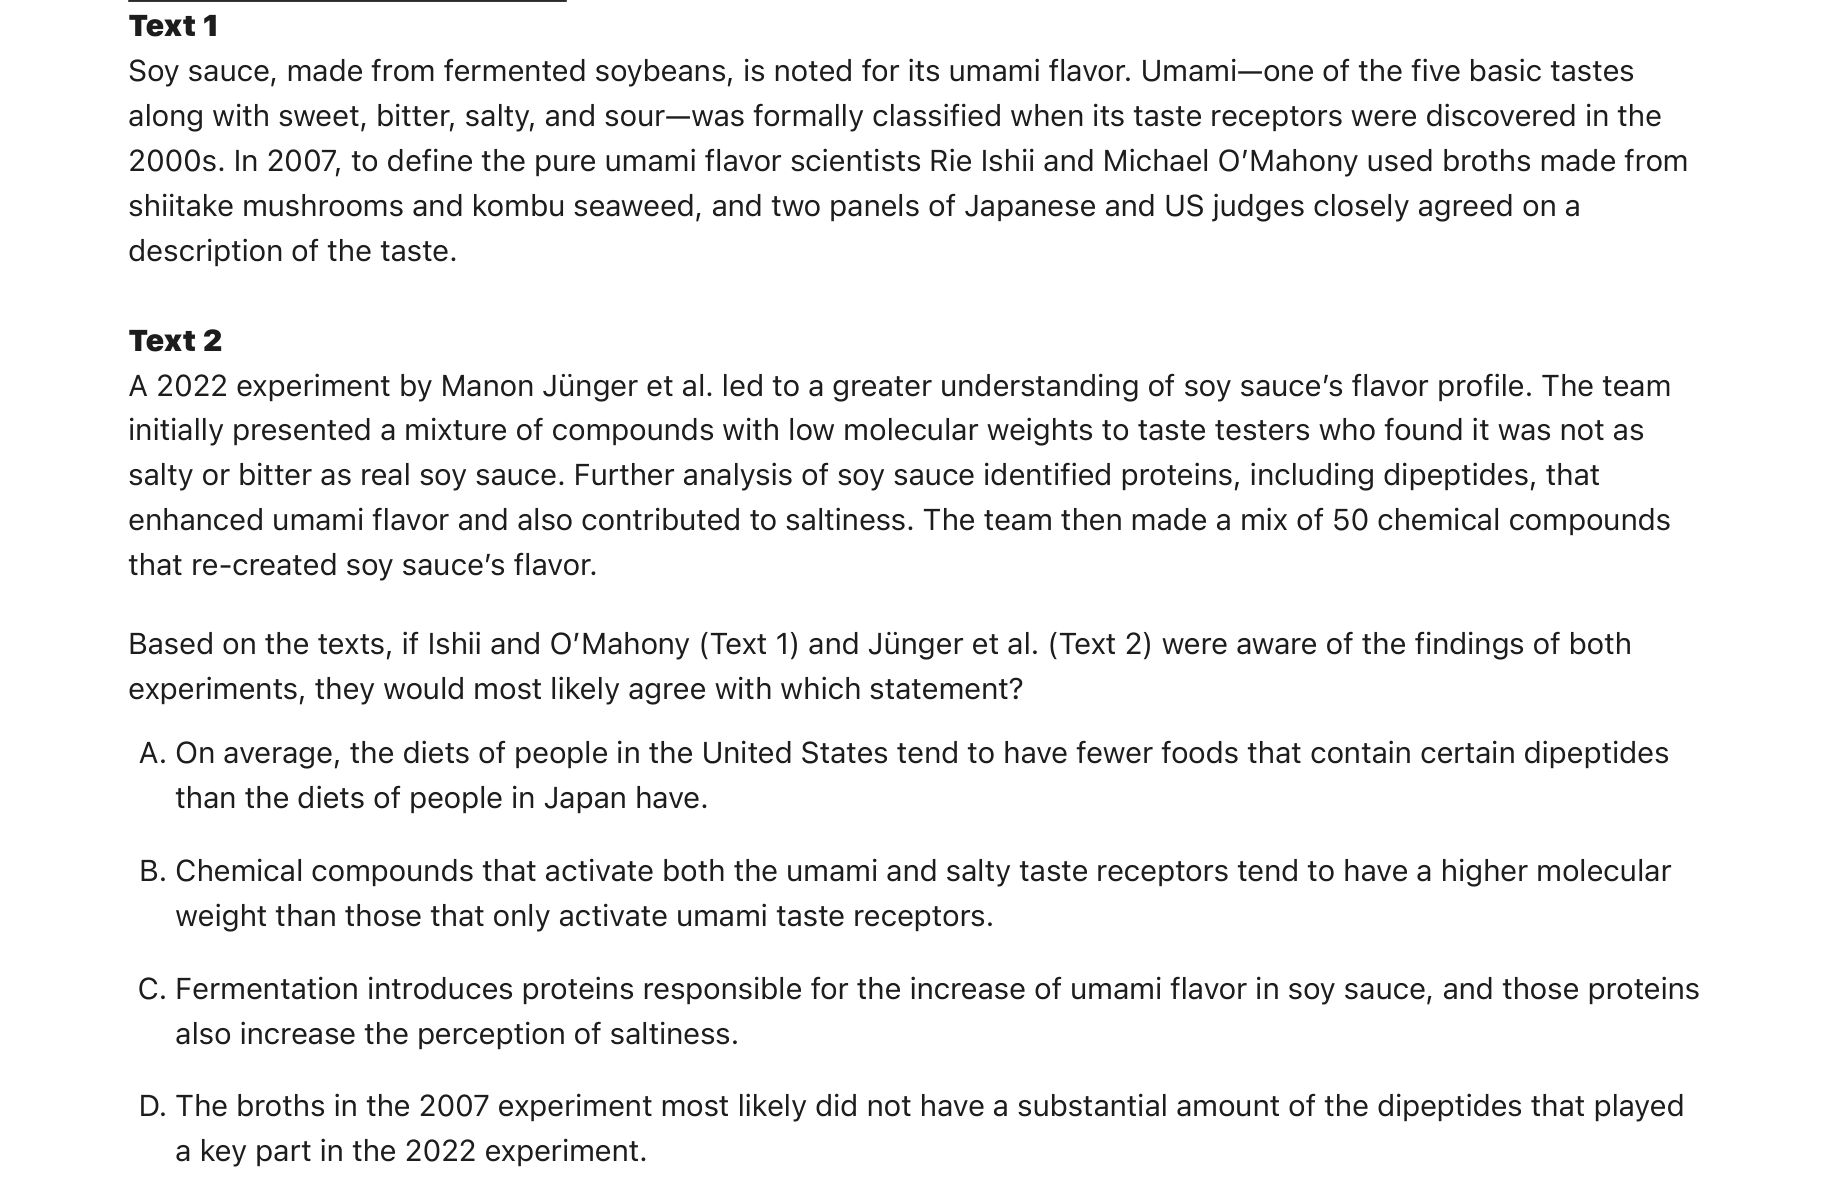 Text 1
Soy sauce, made from fermented soybeans, is noted for its umami flavor. Umami—one of the five basic tastes
along with sweet, bitter, salty, and sour—was formally classified when its taste receptors were discovered in the
2000s. In 2007, to define the pure umami flavor scientists Rie Ishii and Michael O’Mahony used broths made from
shiitake mushrooms and kombu seaweed, and two panels of Japanese and US judges closely agreed on a
description of the taste.
Text 2
A 2022 experiment by Manon Jünger et al. led to a greater understanding of soy sauce’s flavor profile. The team
initially presented a mixture of compounds with low molecular weights to taste testers who found it was not as
salty or bitter as real soy sauce. Further analysis of soy sauce identified proteins, including dipeptides, that
enhanced umami flavor and also contributed to saltiness. The team then made a mix of 50 chemical compounds
that re-created soy sauce’s flavor.
Based on the texts, if Ishii and O’Mahony (Text 1) and Jünger et al. (Text 2) were aware of the findings of both
experiments, they would most likely agree with which statement?
A. On average, the diets of people in the United States tend to have fewer foods that contain certain dipeptides
than the diets of people in Japan have.
B. Chemical compounds that activate both the umami and salty taste receptors tend to have a higher molecular
weight than those that only activate umami taste receptors.
C. Fermentation introduces proteins responsible for the increase of umami flavor in soy sauce, and those proteins
also increase the perception of saltiness.
D. The broths in the 2007 experiment most likely did not have a substantial amount of the dipeptides that played
a key part in the 2022 experiment.